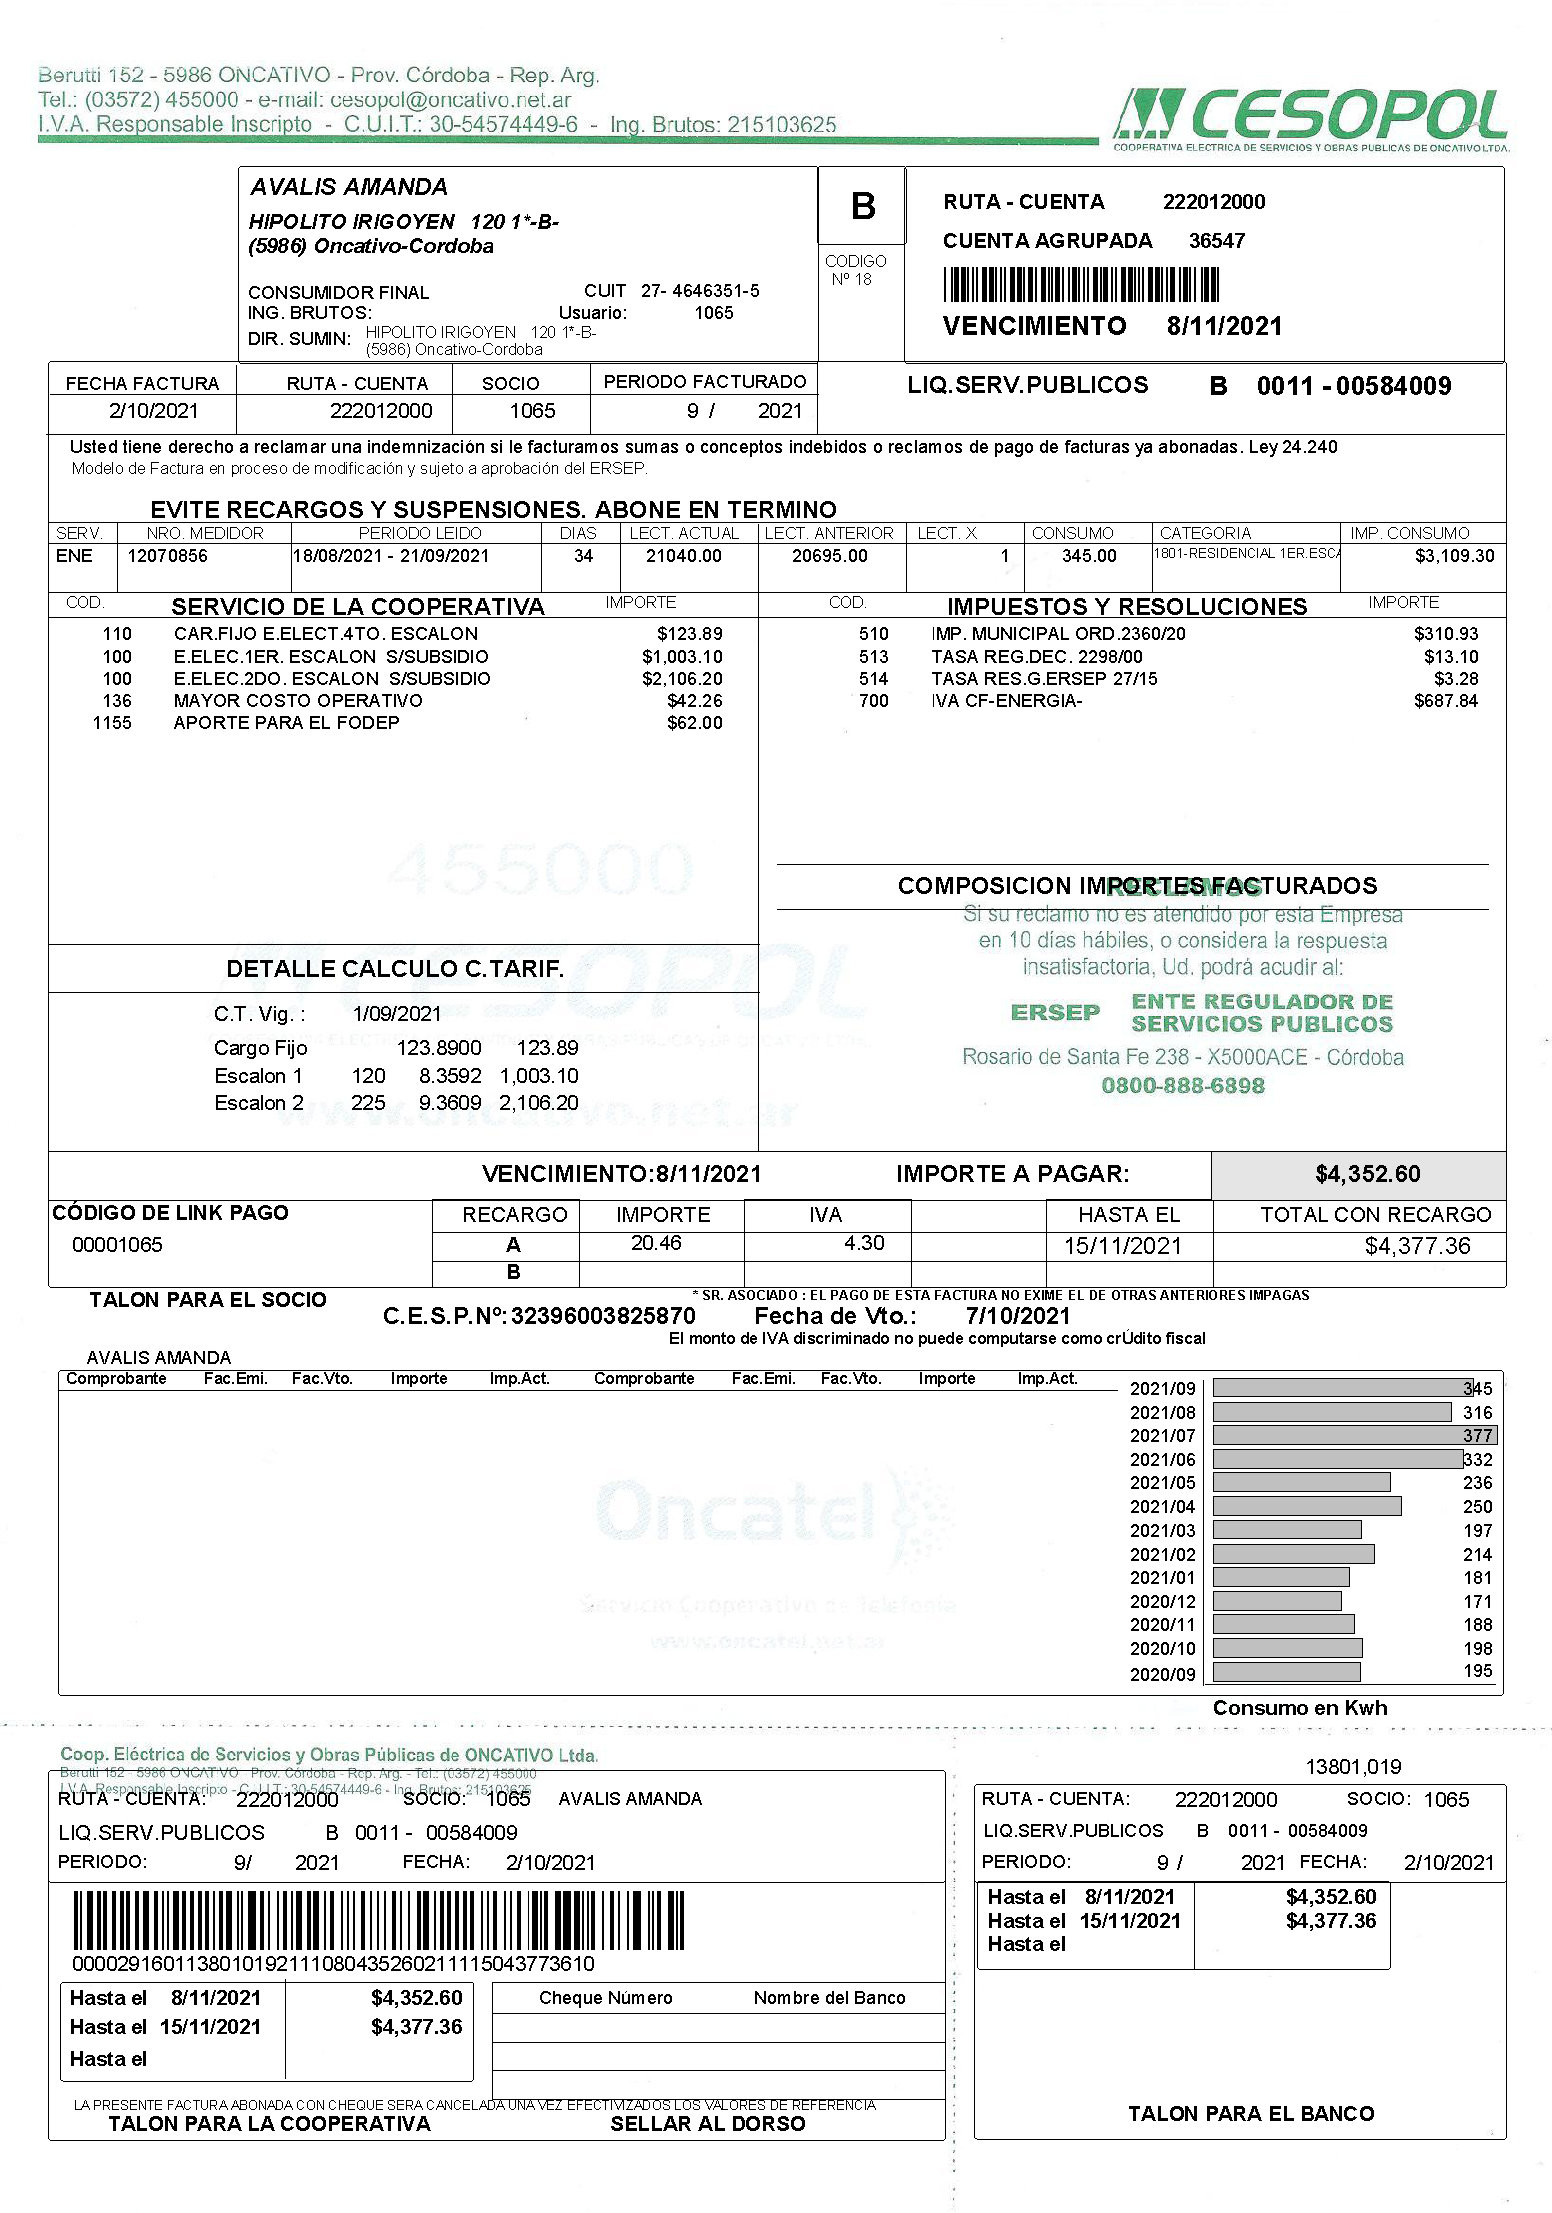 Berutti 152 - 5986 ONCATIVO - Prov. Córdoba - Rep. Arg.
Tel.: (03572) 455000 - e-mail: cesopol@oncativo.net.ar
I.V.A. Responsable Inscripto - C.U.I.T.: 30-54574449-6 - Ing. Brutos: 215103625
CESOPOL
COOPERATIVA ELECTRICA DE SERVICIOS Y OBRAS PUBLICAS DE ONCATIVO LTDA.
AVALIS AMANDA
HIPOLITO IRIGOYEN 120 1*-B-
(5986) Oncativo-Cordoba
CONSUMIDOR FINAL CUIT 27- 4646351-5
ING. BRUTOS: Usuario: 1065
DIR. SUMIN: HIPOLITO IRIGOYEN 120 1*-B-
(5986) Oncativo-Cordoba
B
CODIGO
Nº 18
RUTA - CUENTA 222012000
CUENTA AGRUPADA 36547
VENCIMIENTO 8/11/2021
FECHA FACTURA RUTA - CUENTA SOCIO PERIODO FACTURADO
2/10/2021 222012000 1065 9 / 2021
LIQ.SERV.PUBLICOS B 0011 - 00584009
Usted tiene derecho a reclamar una indemnización si le facturamos sumas o conceptos indebidos o reclamos de pago de facturas ya abonadas. Ley 24.240
Modelo de Factura en proceso de modificación y sujeto a aprobación del ERSEP.
EVITE RECARGOS Y SUSPENSIONES. ABONE EN TERMINO
SERV. NRO. MEDIDOR PERIODO LEIDO DIAS LECT. ACTUAL LECT. ANTERIOR LECT. X CONSUMO CATEGORIA IMP. CONSUMO
ENE 12070856 18/08/2021 - 21/09/2021 34 21040.00 20695.00 1 345.00 1801-RESIDENCIAL 1ER.ESCA $3,109.30
COD. SERVICIO DE LA COOPERATIVA IMPORTE
110 CAR.FIJO E.ELECT.4TO. ESCALON $123.89
100 E.ELEC.1ER. ESCALON S/SUBSIDIO $1,003.10
100 E.ELEC.2DO. ESCALON S/SUBSIDIO $2,106.20
136 MAYOR COSTO OPERATIVO $42.26
1155 APORTE PARA EL FODEP $62.00
COD. IMPUESTOS Y RESOLUCIONES IMPORTE
510 IMP. MUNICIPAL ORD.2360/20 $310.93
513 TASA REG.DEC. 2298/00 $13.10
514 TASA RES.G.ERSEP 27/15 $3.28
700 IVA CF-ENERGIA- $687.84
455000
CESOPOL
www.oncativo.net.ar
DETALLE CALCULO C.TARIF.
C.T. Vig. : 1/09/2021
Cargo Fijo 123.8900 123.89
Escalon 1 120 8.3592 1,003.10
Escalon 2 225 9.3609 2,106.20
COMPOSICION IMPORTES FACTURADOS
RECLAMOS
Si su reclamo no es atendido por esta Empresa
en 10 días hábiles, o considera la respuesta
insatisfactoria, Ud. podrá acudir al:
ERSEP ENTE REGULADOR DE
SERVICIOS PUBLICOS
Rosario de Santa Fe 238 - X5000ACE - Córdoba
0800-888-6898
VENCIMIENTO:8/11/2021 IMPORTE A PAGAR: $4,352.60
CÓDIGO DE LINK PAGO RECARGO IMPORTE IVA HASTA EL TOTAL CON RECARGO
00001065 A 20.46 4.30 15/11/2021 $4,377.36
B
TALON PARA EL SOCIO
* SR. ASOCIADO : EL PAGO DE ESTA FACTURA NO EXIME EL DE OTRAS ANTERIORES IMPAGAS
C.E.S.P.Nº: 32396003825870 Fecha de Vto.: 7/10/2021
El monto de IVA discriminado no puede computarse como crÚdito fiscal
AVALIS AMANDA
Comprobante Fac.Emi. Fac.Vto. Importe Imp.Act. Comprobante Fac.Emi. Fac.Vto. Importe Imp.Act.
2021/09 345
2021/08 316
2021/07 377
2021/06 332
2021/05 236
2021/04 250
2021/03 197
2021/02 214
2021/01 181
2020/12 171
2020/11 188
2020/10 198
2020/09 195
Consumo en Kwh
Oncatel
Servicio Cooperativo de Telefonía
www.oncatel.net.ar
Coop. Eléctrica de Servicios y Obras Públicas de ONCATIVO Ltda.
Berutti 152 - 5986 ONCATIVO - Prov. Córdoba - Rep. Arg. - Tel.: (03572) 455000
I.V.A. Responsable Inscripto - C.U.I.T.: 30-54574449-6 - Ing. Brutos: 215103625
RUTA - CUENTA: 222012000 SOCIO: 1065 AVALIS AMANDA
LIQ.SERV.PUBLICOS B 0011 - 00584009
PERIODO: 9/ 2021 FECHA: 2/10/2021
0000291601138010192111080435260211115043773610
Hasta el 8/11/2021 $4,352.60
Hasta el 15/11/2021 $4,377.36
Hasta el
Cheque Número Nombre del Banco
LA PRESENTE FACTURA ABONADA CON CHEQUE SERA CANCELADA UNA VEZ EFECTIVIZADOS LOS VALORES DE REFERENCIA
TALON PARA LA COOPERATIVA SELLAR AL DORSO
13801,019
RUTA - CUENTA: 222012000 SOCIO: 1065
LIQ.SERV.PUBLICOS B 0011 - 00584009
PERIODO: 9 / 2021 FECHA: 2/10/2021
Hasta el 8/11/2021 $4,352.60
Hasta el 15/11/2021 $4,377.36
Hasta el
TALON PARA EL BANCO